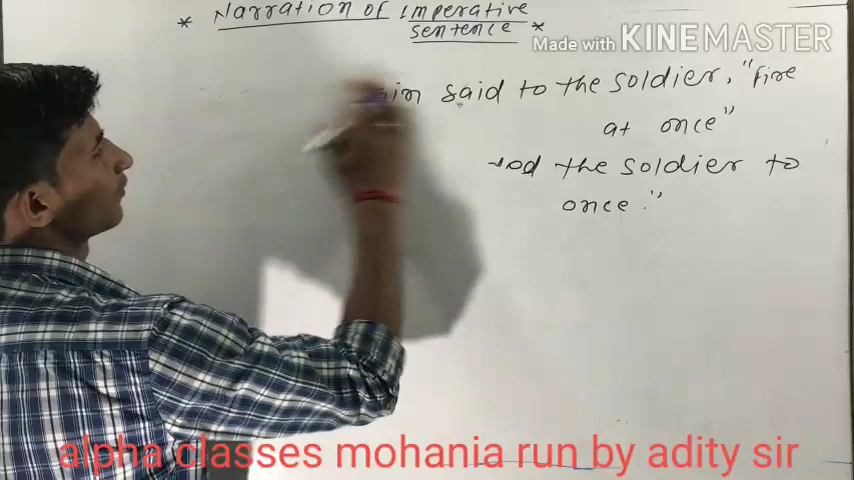 * Narration of Imperative
sentence *
Made with KINEMASTER
said to the soldier, "fire
at once"
the soldier to
once."
alpha classes mohania run by adity sir